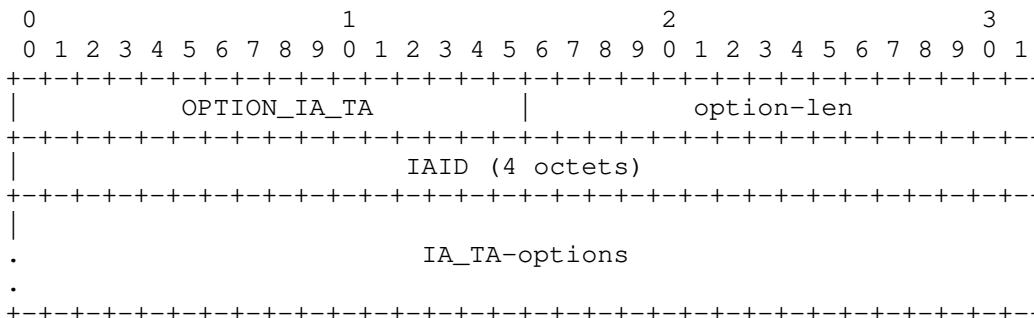 0                   1                   2                   3
 0 1 2 3 4 5 6 7 8 9 0 1 2 3 4 5 6 7 8 9 0 1 2 3 4 5 6 7 8 9 0 1
+-+-+-+-+-+-+-+-+-+-+-+-+-+-+-+-+-+-+-+-+-+-+-+-+-+-+-+-+-+-+-+-
|          OPTION_IA_TA         |          option-len
+-+-+-+-+-+-+-+-+-+-+-+-+-+-+-+-+-+-+-+-+-+-+-+-+-+-+-+-+-+-+-+-
|                        IAID (4 octets)
+-+-+-+-+-+-+-+-+-+-+-+-+-+-+-+-+-+-+-+-+-+-+-+-+-+-+-+-+-+-+-+-
|
.                         IA_TA-options
.
+-+-+-+-+-+-+-+-+-+-+-+-+-+-+-+-+-+-+-+-+-+-+-+-+-+-+-+-+-+-+-+-